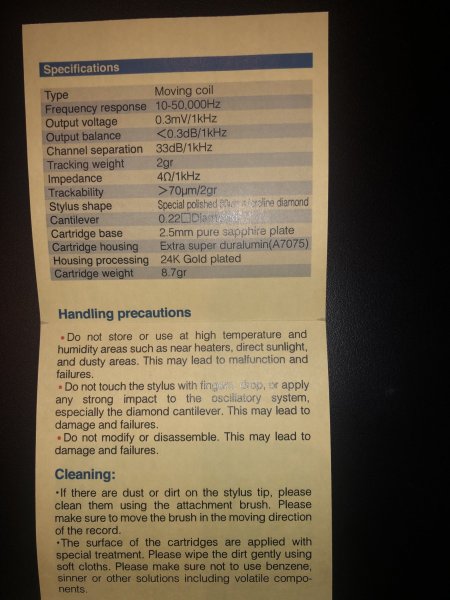 Specifications
Type Moving coil
Frequency response 10-50,000Hz
Output voltage 0.3mV/1kHz
Output balance <0.3dB/1kHz
Channel separation 33dB/1kHz
Tracking weight 2gr
Impedance 4Ω/1kHz
Trackability >70μm/2gr
Stylus shape Special polished diamond
Cantilever 0.22□
Cartridge base 2.5mm pure sapphire plate
Cartridge housing Extra super duralumin(A7075)
Housing processing 24K Gold plated
Cartridge weight 8.7gr
Handling precautions
•Do not store or use at high temperature and
humidity areas such as near heaters, direct sunlight,
and dusty areas. This may lead to malfunction and
failures.
•Do not touch the stylus with fingers, drop, or apply
any strong impact to the oscillatory system,
especially the diamond cantilever. This may lead to
damage and failures.
•Do not modify or disassemble. This may lead to
damage and failures.
Cleaning:
•If there are dust or dirt on the stylus tip, please
clean them using the attachment brush. Please
make sure to move the brush in the moving direction
of the record.
•The surface of the cartridges are applied with
special treatment. Please wipe the dirt gently using
soft cloths. Please make sure not to use benzene,
sinner or other solutions including volatile compo-
nents.